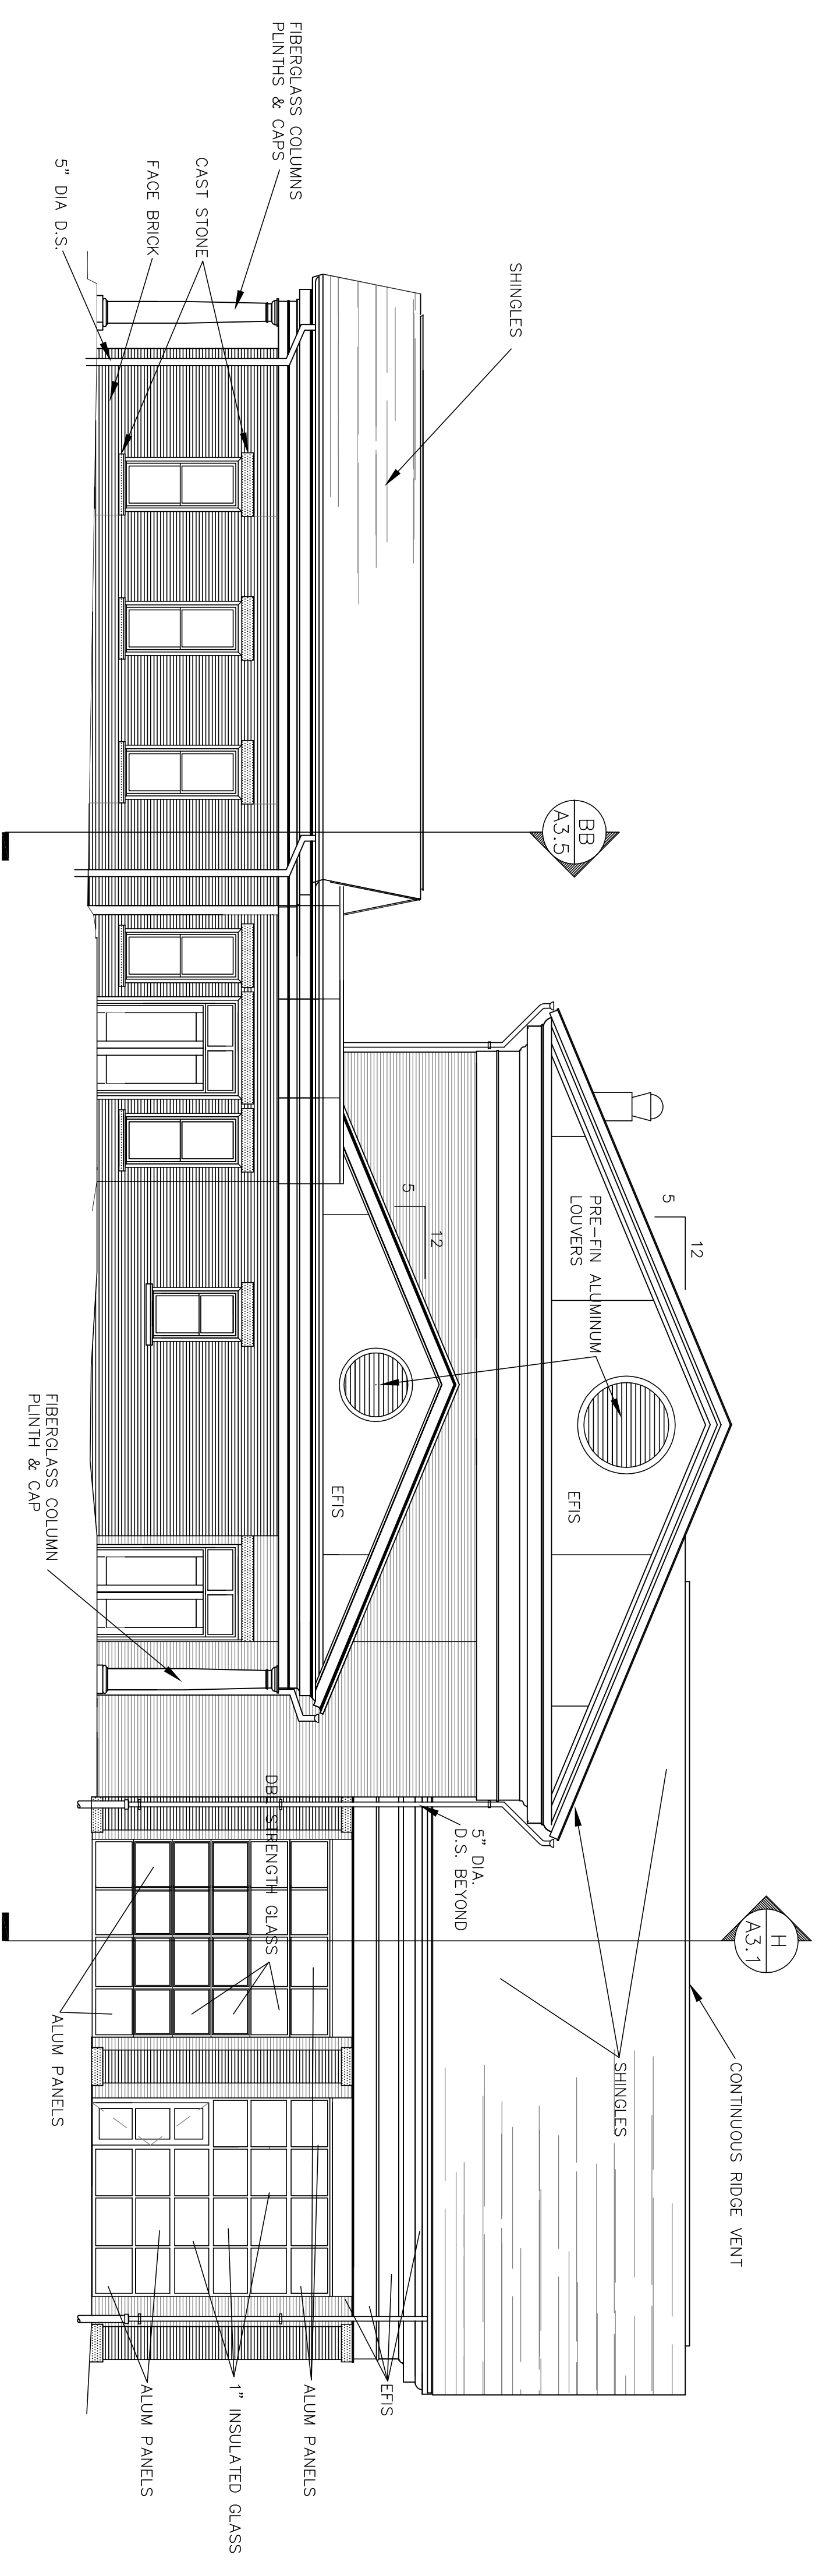 FIBERGLASS COLUMNS
PLINTHS & CAPS
CAST STONE
FACE BRICK
5" DIA D.S.
SHINGLES
BB
A3.5
5
12
PRE-FIN ALUMINUM
LOUVERS
EFIS
5
12
EFIS
FIBERGLASS COLUMN
PLINTH & CAP
DBL STRENGTH GLASS
5" DIA.
D.S. BEYOND
H
A3.1
ALUM PANELS
SHINGLES
CONTINUOUS RIDGE VENT
EFIS
ALUM PANELS
1" INSULATED GLASS
ALUM PANELS